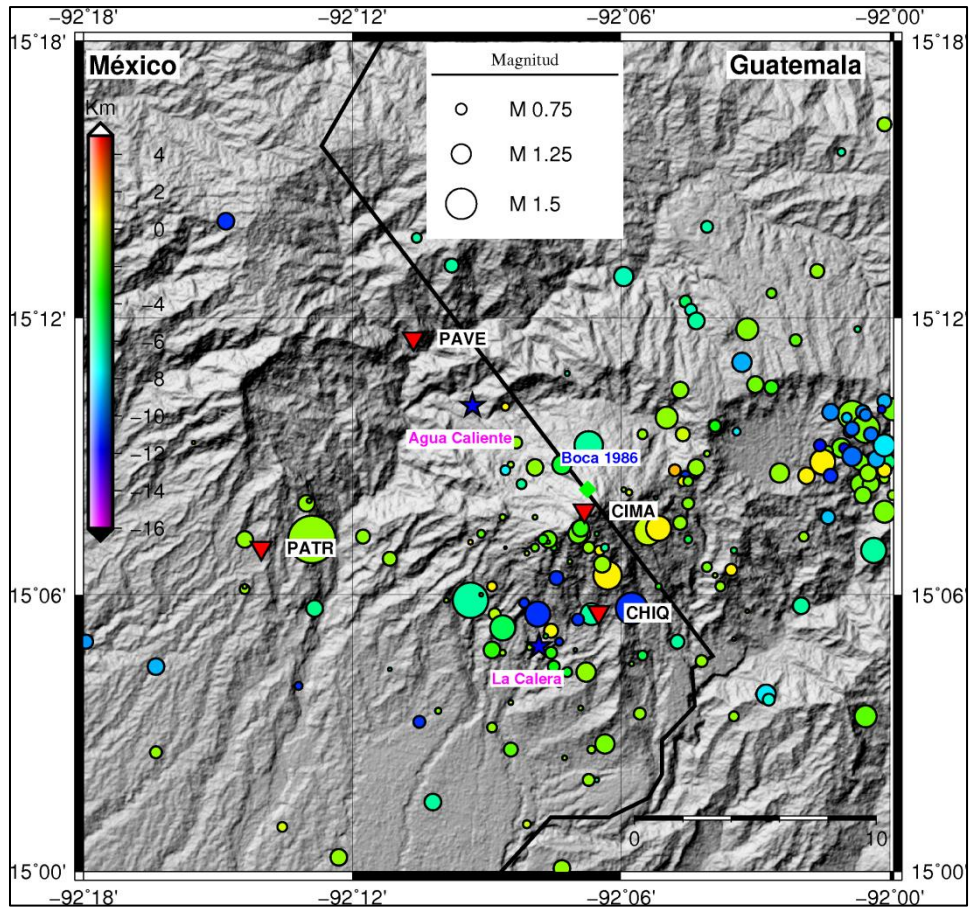 −92˚18' −92˚12' −92˚06' −92˚00'
15˚18' 15˚18'
México
Guatemala
Magnitud
M 0.75
M 1.25
M 1.5
Km
4
2
0
−2
−4
−6
−8
−10
−12
−14
−16
15˚12' 15˚12'
PAVE
Agua Caliente
Boca 1986
CIMA
PATR
15˚06' 15˚06'
CHIQ
La Calera
0 10
15˚00' 15˚00'
−92˚18' −92˚12' −92˚06' −92˚00'